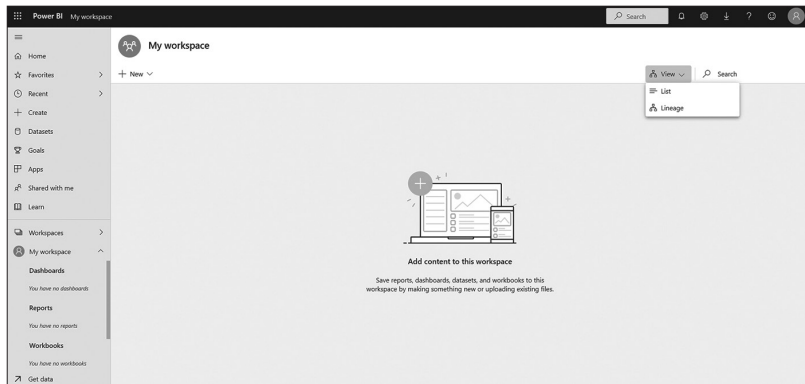 Power BI My workspace
Search
?
Home
Favorites
Recent
Create
Datasets
Goals
Apps
Shared with me
Learn
Workspaces
My workspace
Dashboards
You have no dashboards
Reports
You have no reports
Workbooks
You have no workbooks
Get data
My workspace
New
View
Search
List
Lineage
Add content to this workspace
Save reports, dashboards, datasets, and workbooks to this
workspace by making something new or uploading existing files.